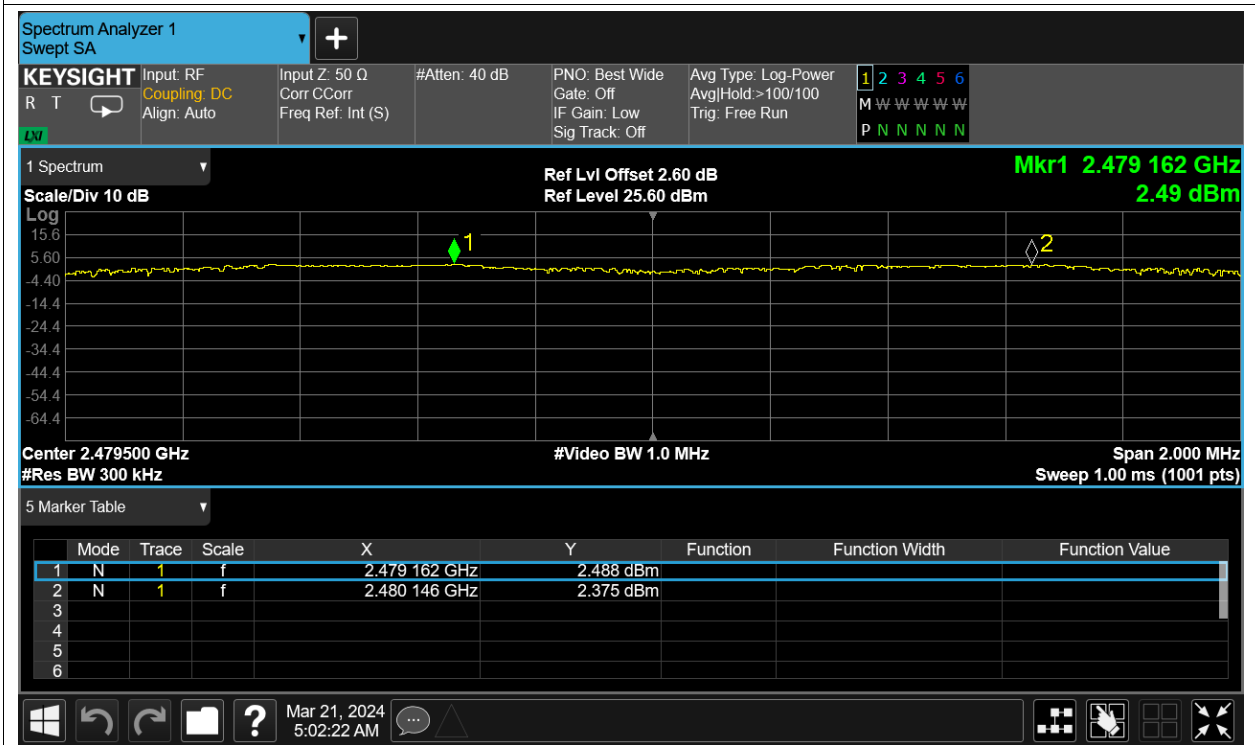 Spectrum Analyzer 1
Swept SA
KEYSIGHT Input: RF Input Z: 50 Ω #Atten: 40 dB PNO: Best Wide Avg Type: Log-Power 1 2 3 4 5 6
R T Coupling: DC Corr CCorr Gate: Off Avg|Hold:>100/100 M W W W W W
Align: Auto Freq Ref: Int (S) IF Gain: Low Trig: Free Run
LXI Sig Track: Off P N N N N N
1 Spectrum Ref Lvl Offset 2.60 dB Mkr1 2.479 162 GHz
Scale/Div 10 dB Ref Level 25.60 dBm 2.49 dBm
Log
15.6
1 2
5.60
-4.40
-14.4
-24.4
-34.4
-44.4
-54.4
-64.4
Center 2.479500 GHz #Video BW 1.0 MHz Span 2.000 MHz
#Res BW 300 kHz Sweep 1.00 ms (1001 pts)
5 Marker Table
Mode Trace Scale X Y Function Function Width Function Value
1 N 1 f 2.479 162 GHz 2.488 dBm
2 N 1 f 2.480 146 GHz 2.375 dBm
3
4
5
6
? Mar 21, 2024
5:02:22 AM